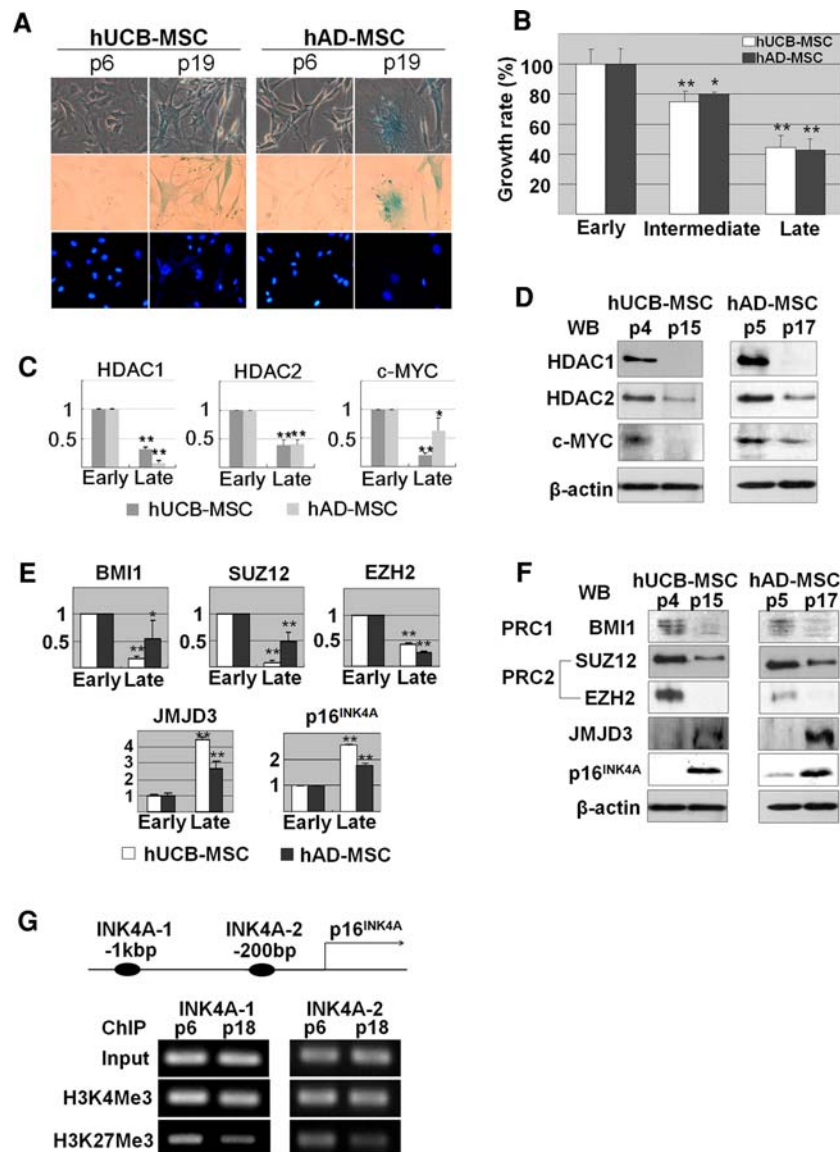 A
hUCB-MSC hAD-MSC
p6 p19 p6 p19
B
hUCB-MSC
hAD-MSC
Growth rate (%)
100
80
60
40
20
** *
** **
Early Intermediate Late
C
HDAC1 HDAC2 c-MYC
1 1 1
0.5 0.5 0.5
** ** ** ** ** *
Early Late Early Late Early Late
hUCB-MSC hAD-MSC
D
hUCB-MSC hAD-MSC
WB p4 p15 p5 p17
HDAC1
HDAC2
c-MYC
β-actin
E
BMI1 SUZ12 EZH2
1 1 1
0.5 0.5 0.5
** * ** ** ** **
Early Late Early Late Early Late
JMJD3 p16INK4A
4
3
2
1
2
1
** ** ** **
Early Late Early Late
hUCB-MSC hAD-MSC
F
hUCB-MSC hAD-MSC
WB p4 p15 p5 p17
PRC1 BMI1
PRC2 SUZ12
EZH2
JMJD3
p16INK4A
β-actin
G
INK4A-1 INK4A-2 p16INK4A
-1kbp -200bp
INK4A-1 INK4A-2
ChIP p6 p18 p6 p18
Input
H3K4Me3
H3K27Me3